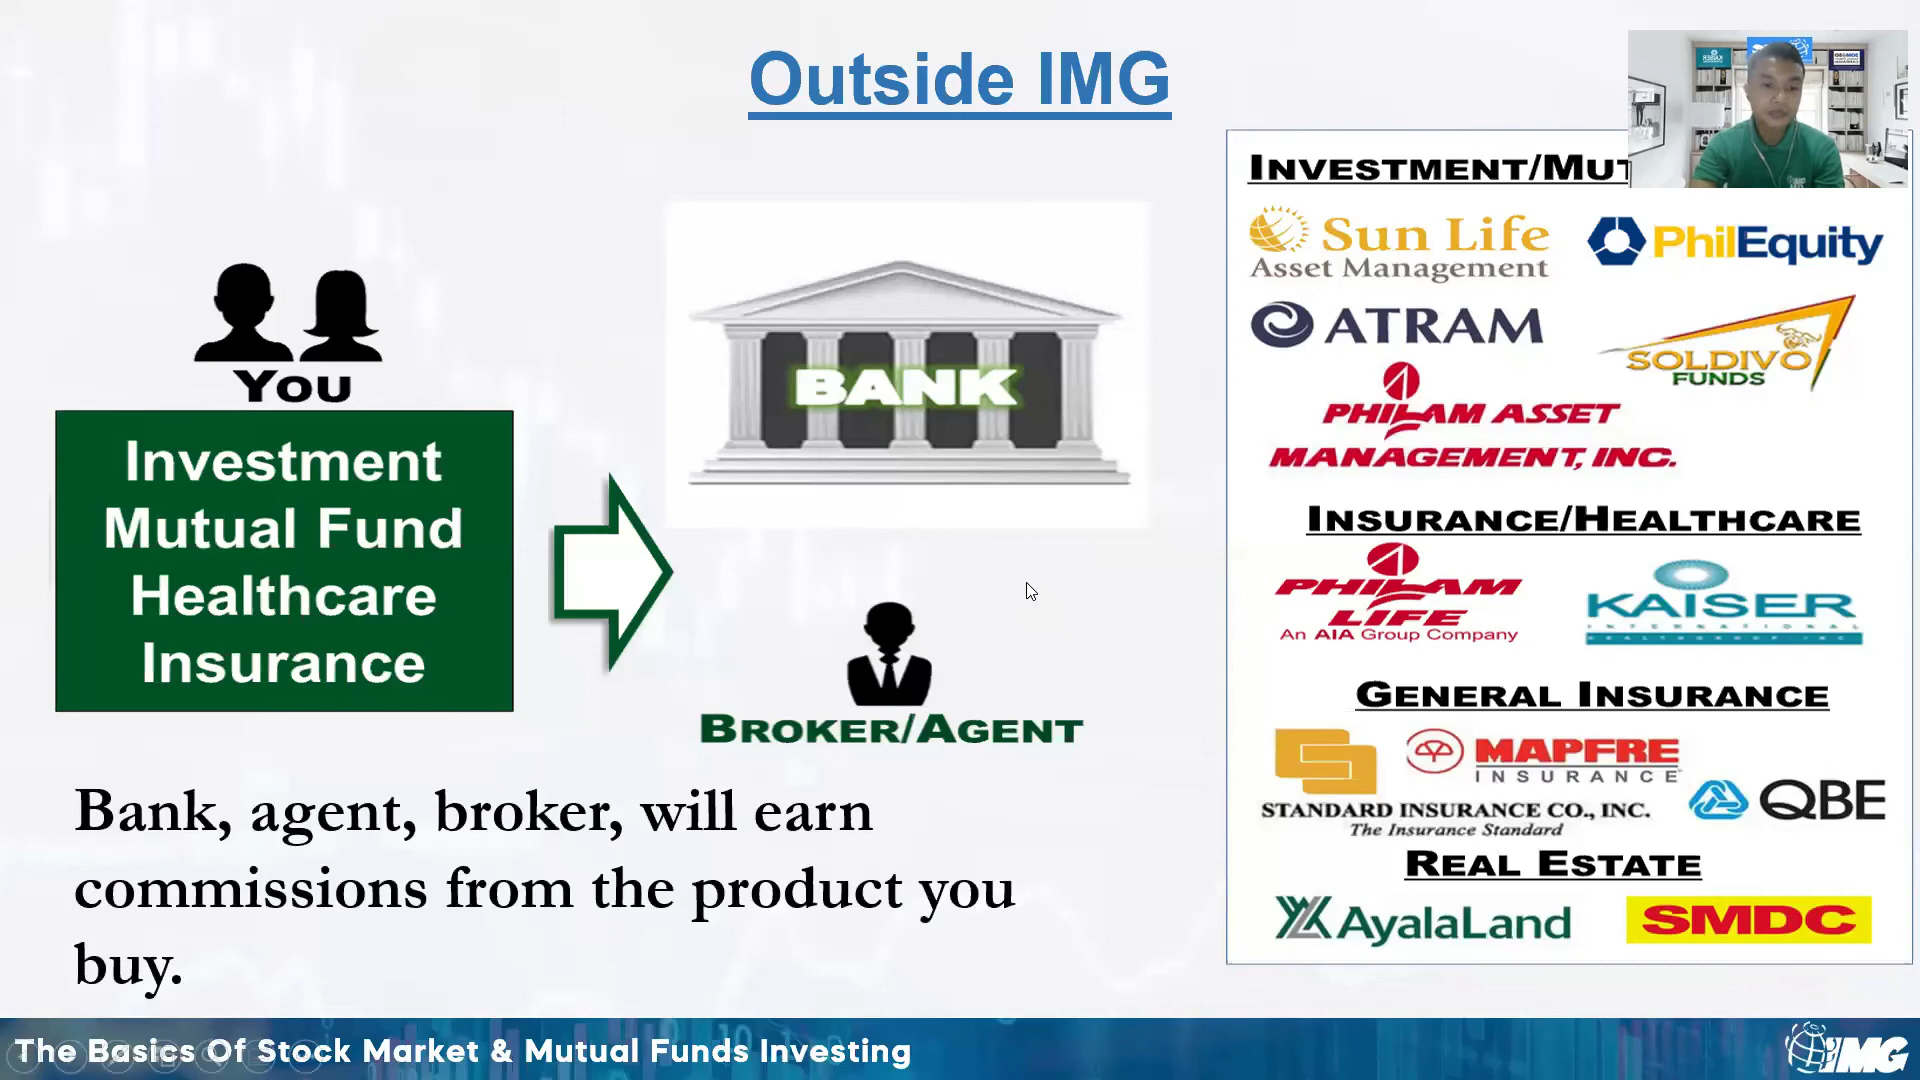 Outside IMG
INVESTMENT/MUT
Sun Life
Asset Management
PhilEquity
ATRAM
SOLDIVO
FUNDS
PHILAM ASSET
MANAGEMENT, INC.
YOU
Investment
Mutual Fund
Healthcare
Insurance
BANK
BROKER/AGENT
INSURANCE/HEALTHCARE
PHILAM
LIFE
An AIA Group Company
KAISER
INTERNATIONAL
HEALTHGROUP INC
GENERAL INSURANCE
MAPFRE
INSURANCE
STANDARD INSURANCE CO., INC.
The Insurance Standard
QBE
REAL ESTATE
AyalaLand
SMDC
Bank, agent, broker, will earn
commissions from the product you
buy.
The Basics Of Stock Market & Mutual Funds Investing
IMG